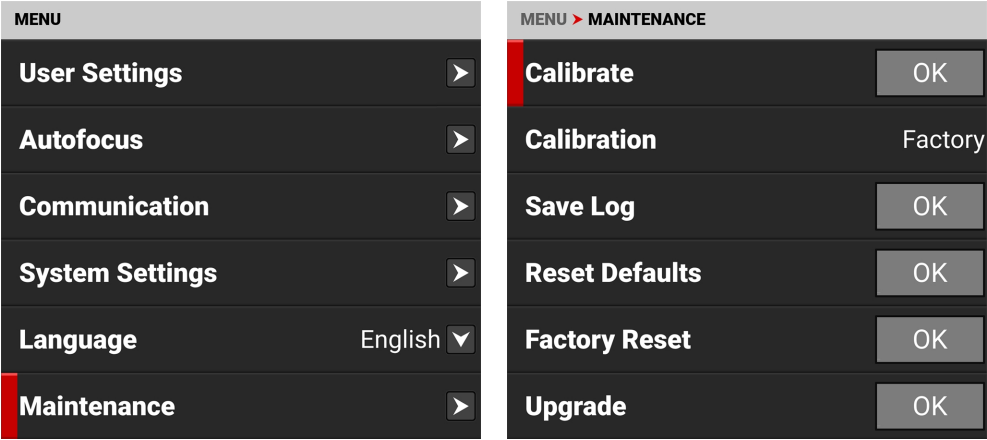 MENU
User Settings
Autofocus
Communication
System Settings
Language English
Maintenance
MENU ➤ MAINTENANCE
Calibrate OK
Calibration Factory
Save Log OK
Reset Defaults OK
Factory Reset OK
Upgrade OK